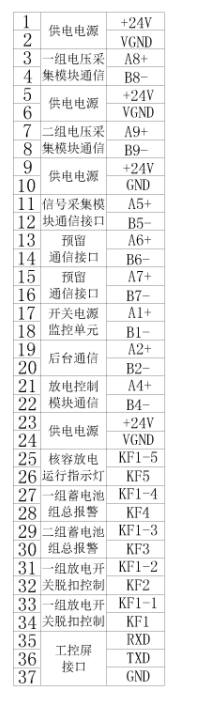 1 供电电源 +24V
2 VGND
3 一组电压采 A8+
4 集模块通信 B8-
5 供电电源 +24V
6 VGND
7 二组电压采 A9+
8 集模块通信 B9-
9 供电电源 +24V
10 GND
11 信号采集模 A5+
12 块通信接口 B5-
13 预留 A6+
14 通信接口 B6-
15 预留 A7+
16 通信接口 B7-
17 开关电源 A1+
18 监控单元 B1-
19 后台通信 A2+
20 B2-
21 放电控制 A4+
22 模块通信 B4-
23 供电电源 +24V
24 VGND
25 核容放电 KF1-5
26 运行指示灯 KF5
27 一组蓄电池 KF1-4
28 组总报警 KF4
29 二组蓄电池 KF1-3
30 组总报警 KF3
31 一组放电开 KF1-2
32 关脱扣控制 KF2
33 一组放电开 KF1-1
34 关脱扣控制 KF1
35 工控屏 RXD
36 接口 TXD
37 GND